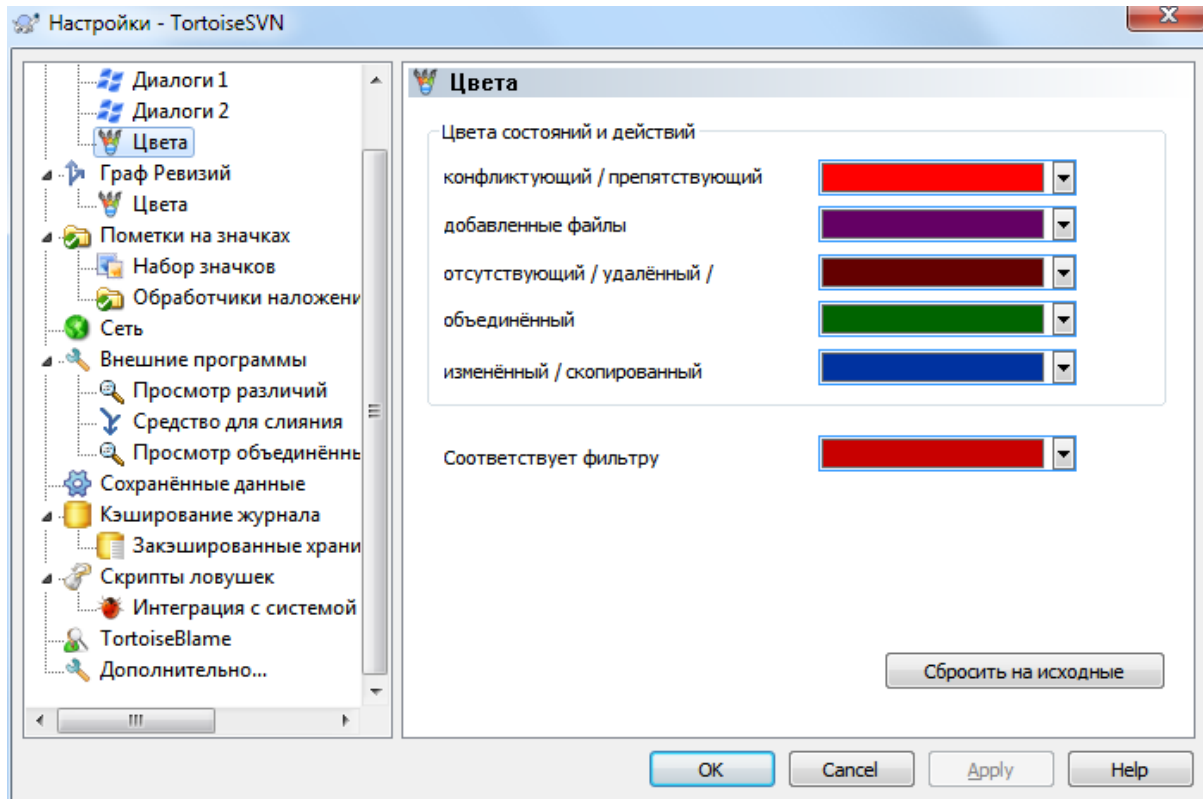 Настройки - TortoiseSVN
Диалоги 1
Диалоги 2
Цвета
Граф Ревизий
Цвета
Пометки на значках
Набор значков
Обработчики наложени
Сеть
Внешние программы
Просмотр различий
Средство для слияния
Просмотр объединённь
Сохранённые данные
Кэширование журнала
Закэшированные храни
Скрипты ловушек
Интеграция с системой
TortoiseBlame
Дополнительно...
Цвета
Цвета состояний и действий
конфликтующий / препятствующий
добавленные файлы
отсутствующий / удалённый /
объединённый
изменённый / скопированный
Соответствует фильтру
Сбросить на исходные
OK
Cancel
Apply
Help